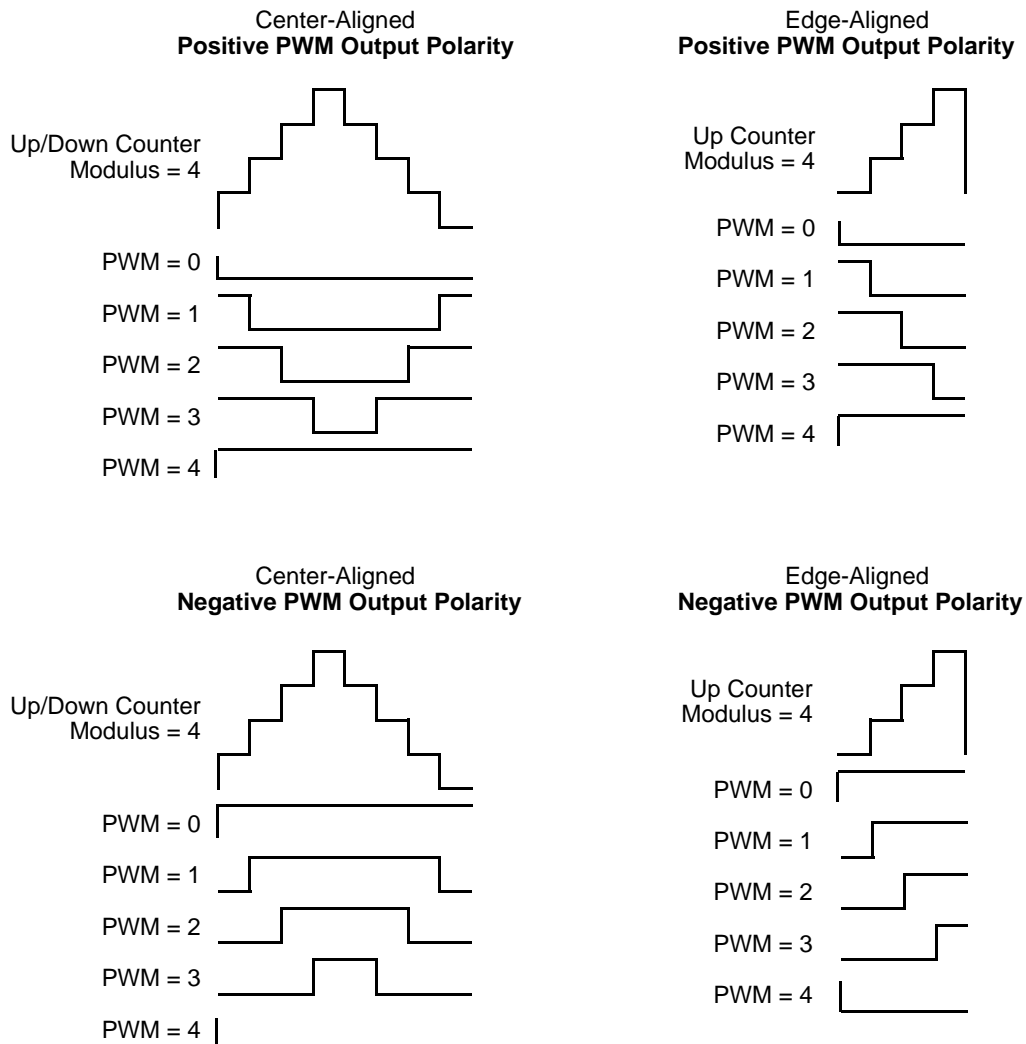 Center-Aligned
Positive PWM Output Polarity
Up/Down Counter
Modulus = 4
PWM = 0
PWM = 1
PWM = 2
PWM = 3
PWM = 4
Edge-Aligned
Positive PWM Output Polarity
Up Counter
Modulus = 4
PWM = 0
PWM = 1
PWM = 2
PWM = 3
PWM = 4
Center-Aligned
Negative PWM Output Polarity
Up/Down Counter
Modulus = 4
PWM = 0
PWM = 1
PWM = 2
PWM = 3
PWM = 4
Edge-Aligned
Negative PWM Output Polarity
Up Counter
Modulus = 4
PWM = 0
PWM = 1
PWM = 2
PWM = 3
PWM = 4